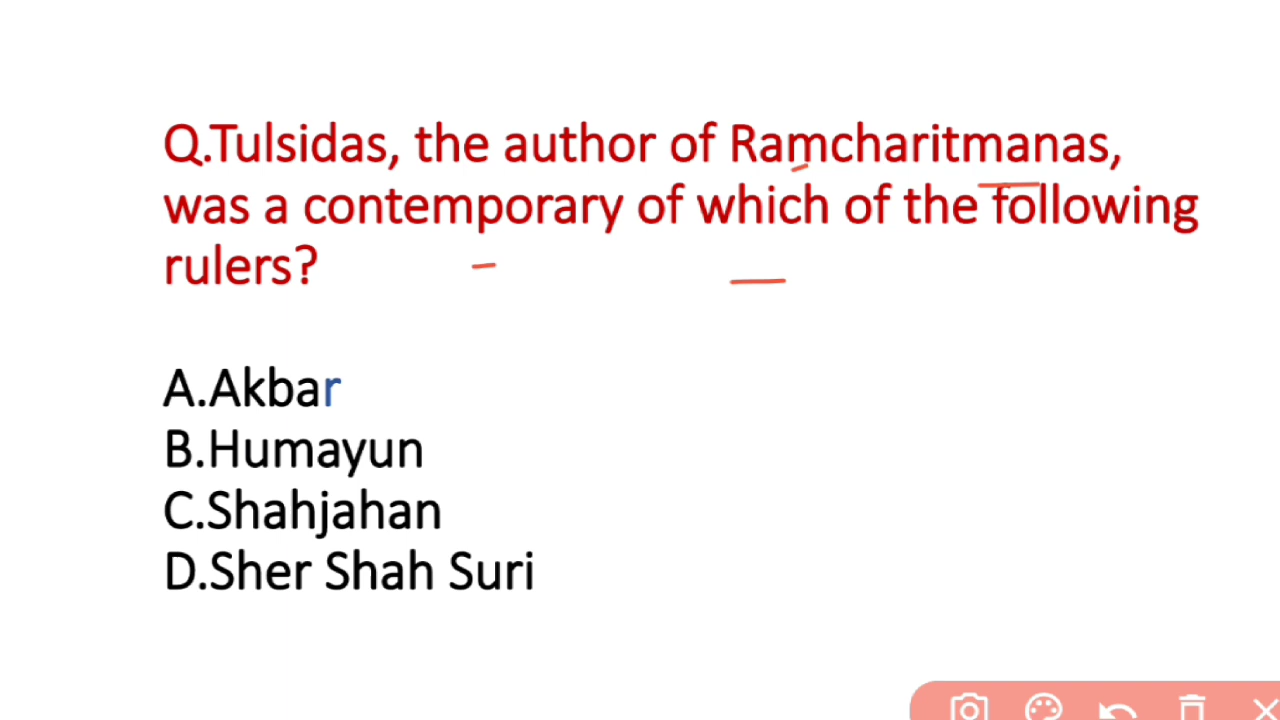 Q.Tulsidas, the author of Ramcharitmanas,
was a contemporary of which of the following
rulers?
A.Akbar
B.Humayun
C.Shahjahan
D.Sher Shah Suri